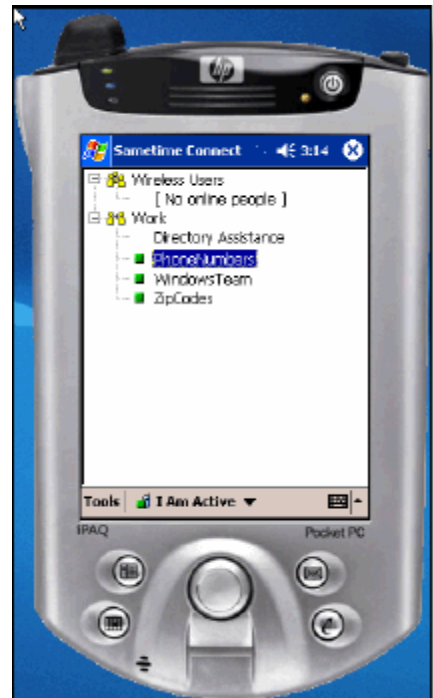 hp
Sametime Connect 3:14
Wireless Users
[ No online people ]
Work
Directory Assistance
PhoneNumbers
WindowsTeam
ZipCodes
Tools I Am Active
iPAQ Pocket PC